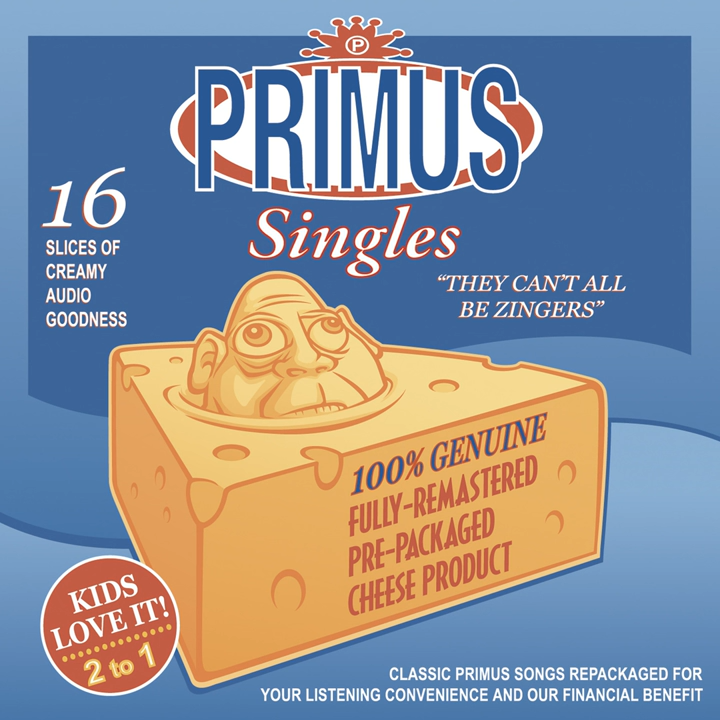 P
PRIMUS
Singles
16
SLICES OF
CREAMY
AUDIO
GOODNESS
“THEY CAN’T ALL
BE ZINGERS”
100% GENUINE
FULLY-REMASTERED
PRE-PACKAGED
CHEESE PRODUCT
KIDS
LOVE IT!
2 to 1
CLASSIC PRIMUS SONGS REPACKAGED FOR
YOUR LISTENING CONVENIENCE AND OUR FINANCIAL BENEFIT